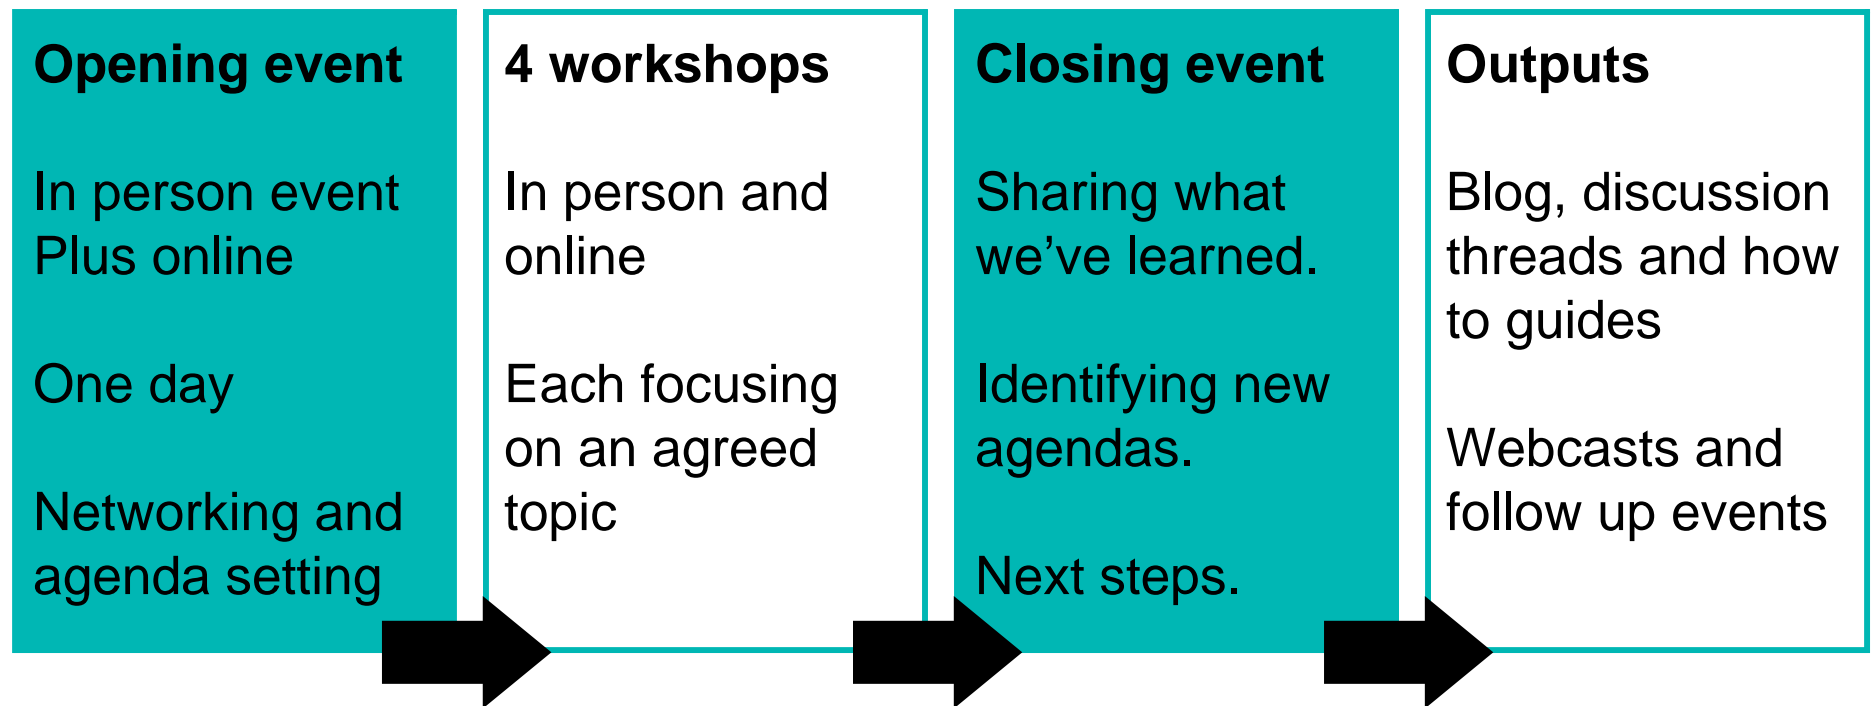 Opening event
In person event
Plus online
One day
Networking and
agenda setting
4 workshops
In person and
online
Each focusing
on an agreed
topic
Closing event
Sharing what
we’ve learned.
Identifying new
agendas.
Next steps.
Outputs
Blog, discussion
threads and how
to guides
Webcasts and
follow up events